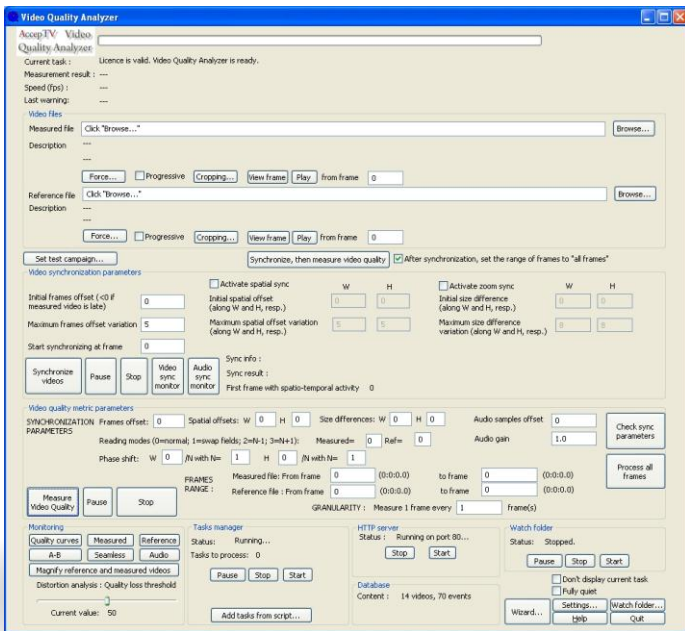 Video Quality Analyzer
AccepTV Video
Quality Analyzer
Current task : Licence is valid. Video Quality Analyzer is ready.
Measurement result : ---
Speed (fps) : ---
Last warning: ---
Video files
Measured file Click "Browse..." Browse...
Description ---
---
Force... Progressive Cropping... View frame Play from frame 0
Reference file Click "Browse..." Browse...
Description ---
---
Force... Progressive Cropping... View frame Play from frame 0
Set test campaign... Synchronize, then measure video quality After synchronization, set the range of frames to "all frames"
Video synchronization parameters
Activate spatial sync W H Activate zoom sync W H
Initial frames offset (<0 if measured video is late) 0 Initial spatial offset (along W and H, resp.) 0 0 Initial size difference (along W and H, resp.) 0 0
Maximum frames offset variation 5 Maximum spatial offset variation (along W and H, resp.) 5 5 Maximum size difference variation (along W and H, resp.) 8 8
Start synchronizing at frame 0
Synchronize videos Pause Stop Video sync monitor Audio sync monitor
Sync info :
Sync result :
First frame with spatio-temporal activity 0
Video quality metric parameters
SYNCHRONIZATION PARAMETERS Frames offset: 0 Spatial offsets: W 0 H 0 Size differences: W 0 H 0 Audio samples offset 0 Check sync parameters
Reading modes (0=normal; 1=swap fields; 2=N-1; 3=N+1): Measured= 0 Ref= 0 Audio gain 1.0
Phase shift: W 0 /N with N= 1 H 0 /N with N= 1
FRAMES RANGE : Measured file: From frame 0 (0:0:0.0) to frame 0 (0:0:0.0) Process all frames
Reference file : From frame 0 (0:0:0.0) to frame 0 (0:0:0.0)
Measure Video Quality Pause Stop GRANULARITY : Measure 1 frame every 1 frame(s)
Monitoring
Quality curves Measured Reference
A-B Seamless Audio
Magnify reference and measured videos
Distortion analysis : Quality loss threshold
Current value: 50
Tasks manager
Status: Running...
Tasks to process: 0
Pause Stop Start
Add tasks from script...
HTTP server
Status : Running on port 80...
Stop Start
Database
Content : 14 videos, 70 events
Watch folder
Status: Stopped.
Pause Stop Start
Don't display current task
Fully quiet
Wizard... Settings... Watch folder...
Help Quit